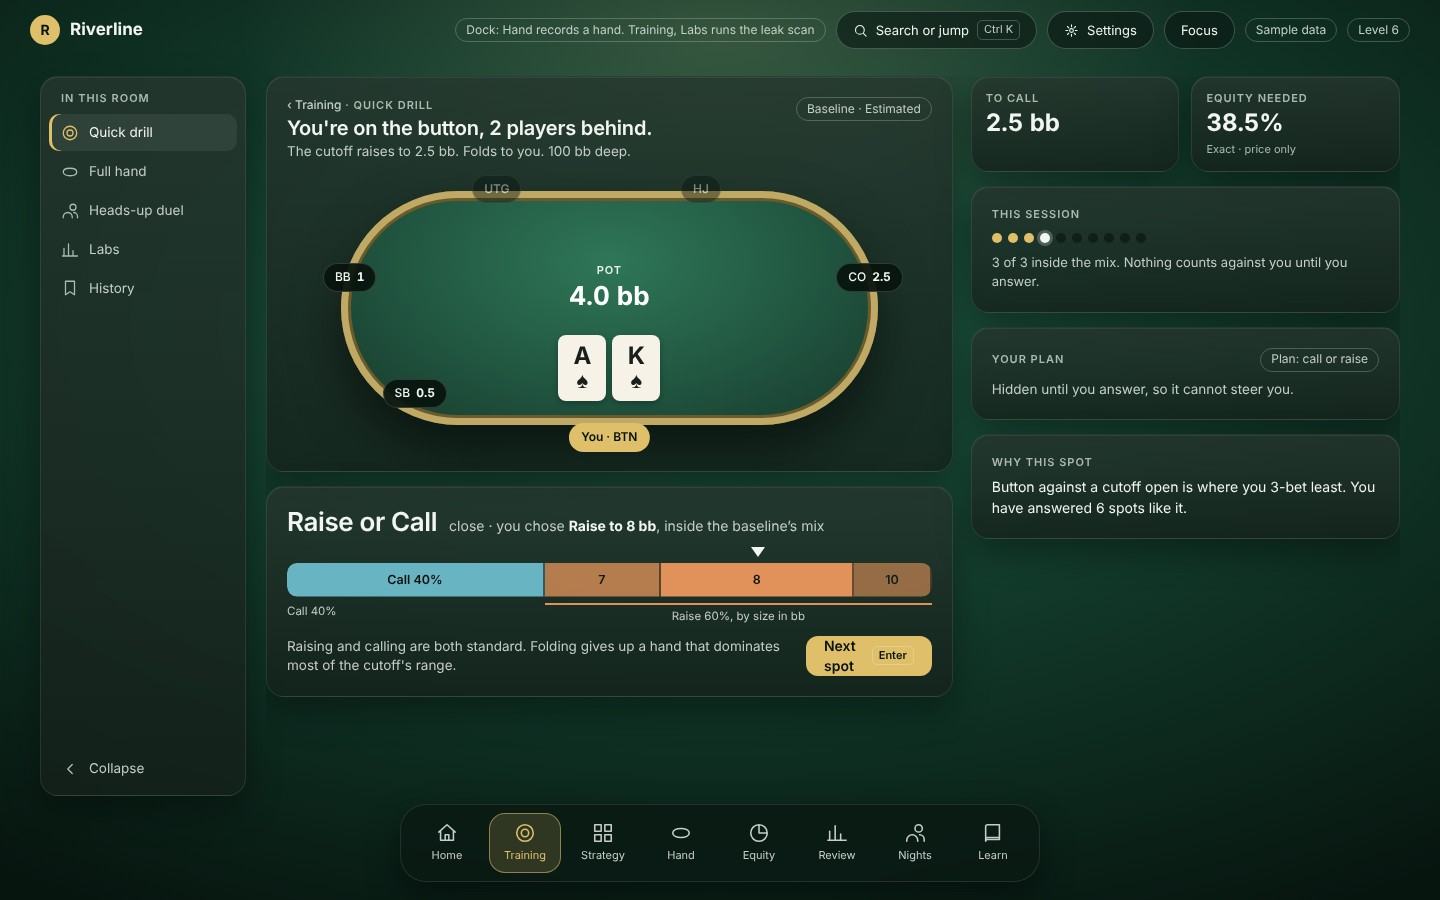 R Riverline
Dock: Hand records a hand. Training, Labs runs the leak scan
Search or jump Ctrl K
Settings
Focus
Sample data
Level 6
IN THIS ROOM
Quick drill
Full hand
Heads-up duel
Labs
History
Collapse
‹ Training · QUICK DRILL
Baseline · Estimated
You're on the button, 2 players behind.
The cutoff raises to 2.5 bb. Folds to you. 100 bb deep.
UTG
HJ
BB 1
CO 2.5
POT
4.0 bb
A♠ K♠
SB 0.5
You · BTN
Raise or Call close · you chose Raise to 8 bb, inside the baseline’s mix
Call 40% 7 8 10
Call 40%
Raise 60%, by size in bb
Raising and calling are both standard. Folding gives up a hand that dominates
most of the cutoff's range.
Next
spot
Enter
TO CALL
2.5 bb
EQUITY NEEDED
38.5%
Exact · price only
THIS SESSION
3 of 3 inside the mix. Nothing counts against you until you
answer.
YOUR PLAN
Plan: call or raise
Hidden until you answer, so it cannot steer you.
WHY THIS SPOT
Button against a cutoff open is where you 3-bet least. You
have answered 6 spots like it.
Home
Training
Strategy
Hand
Equity
Review
Nights
Learn